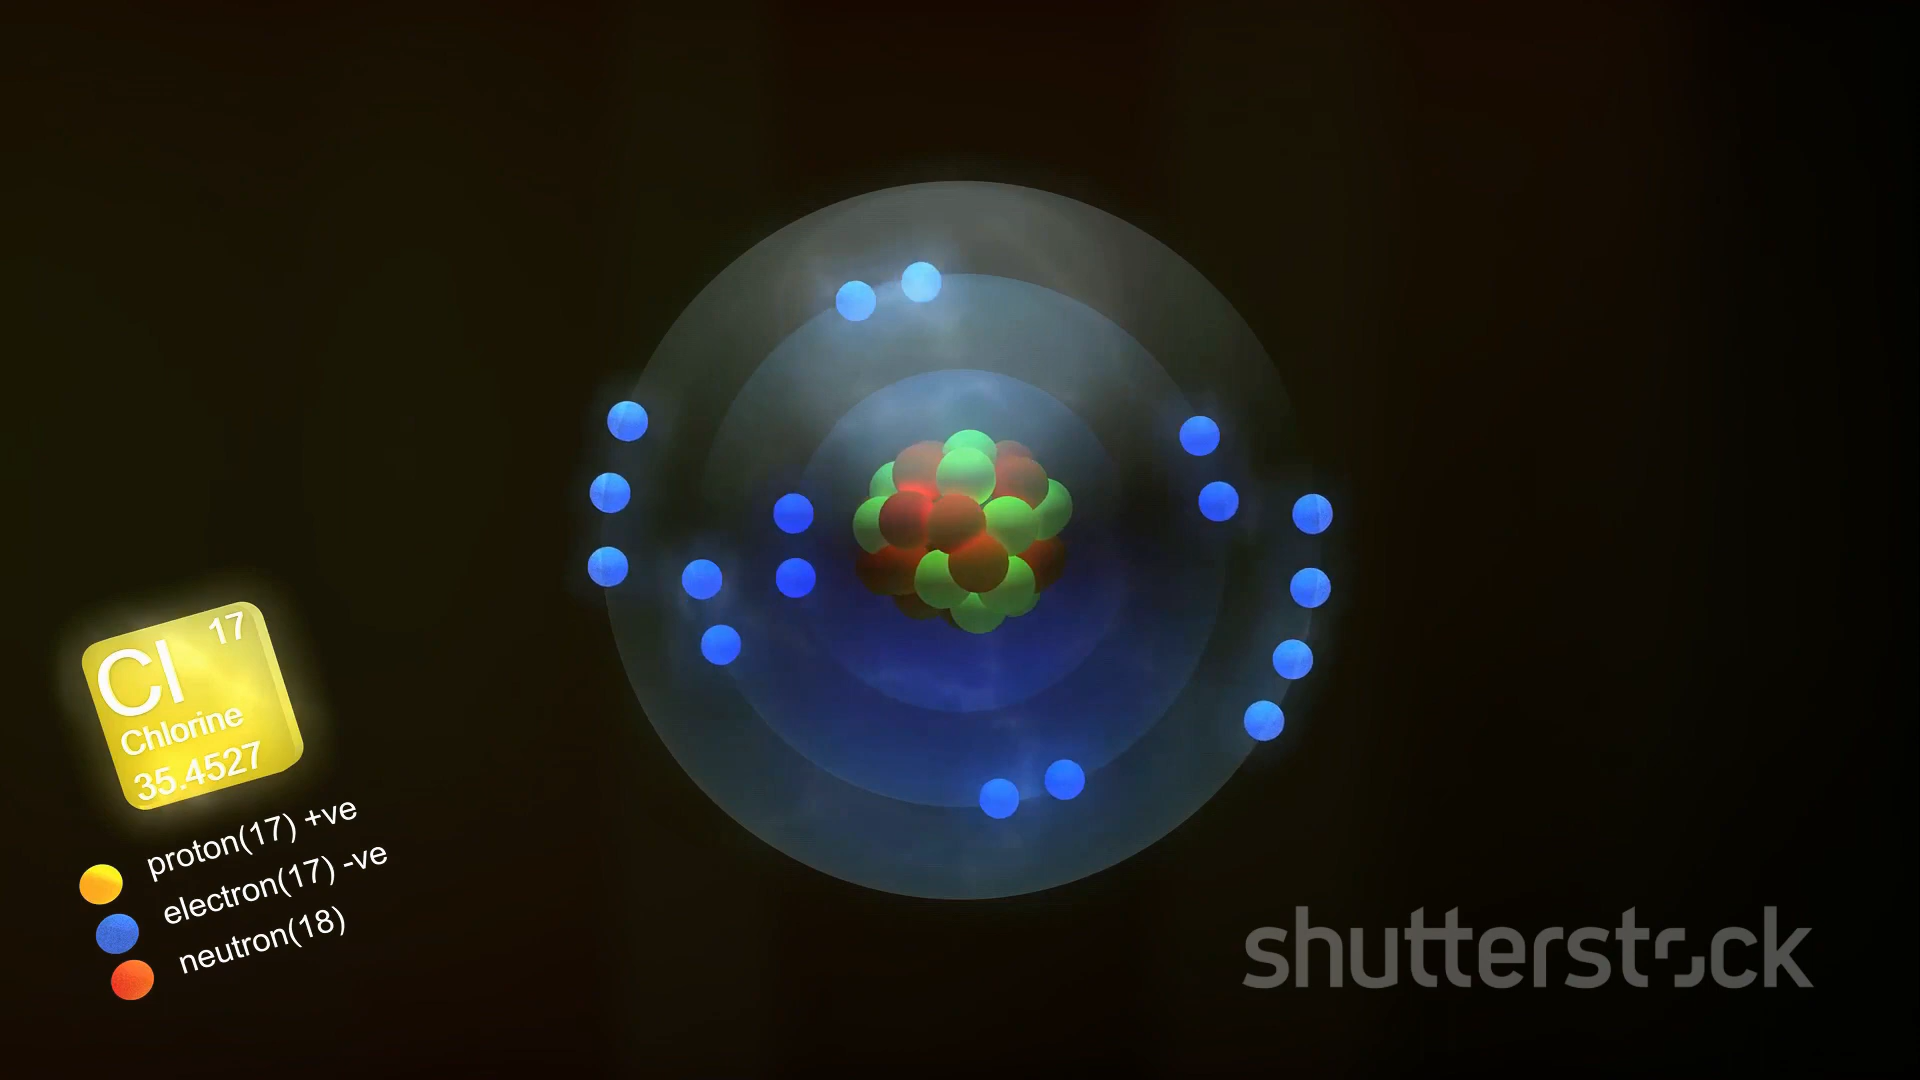 Cl 17
Chlorine
35.4527
proton(17) +ve
electron(17) -ve
neutron(18)
shutterstock